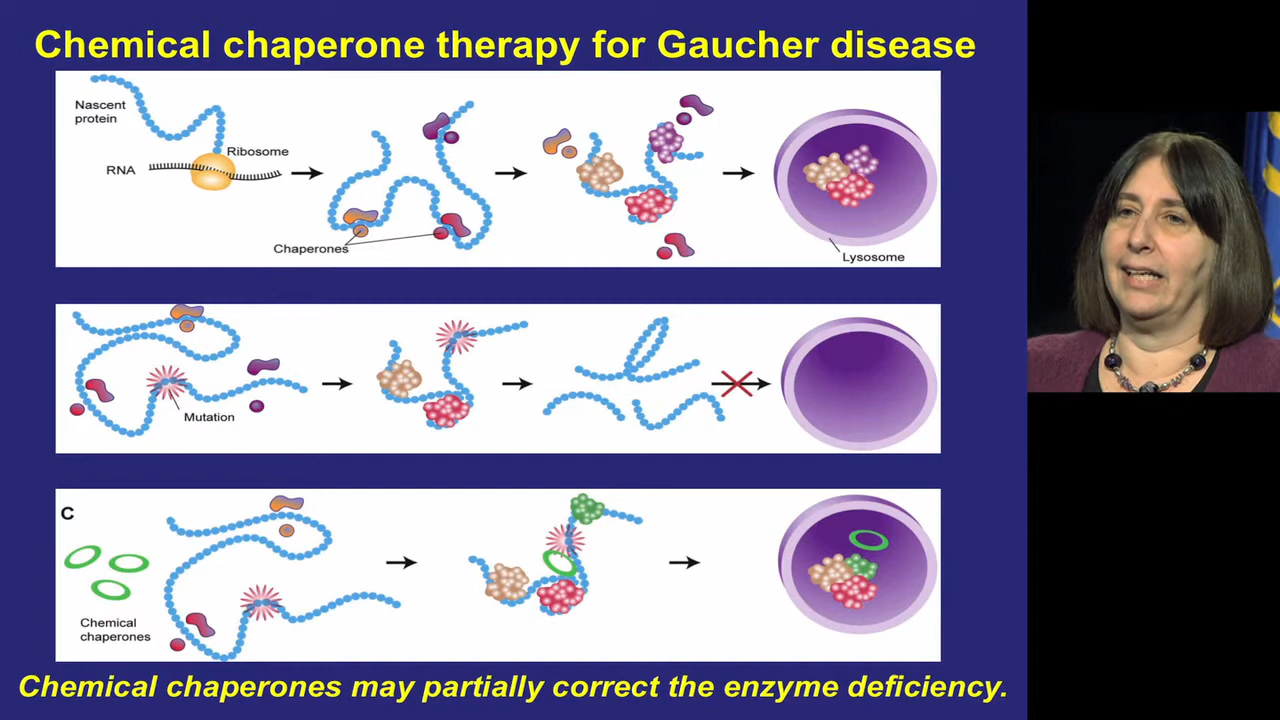 Chemical chaperone therapy for Gaucher disease
Nascent
protein
Ribosome
RNA
Chaperones
Lysosome
Mutation
C
Chemical
chaperones
Chemical chaperones may partially correct the enzyme deficiency.